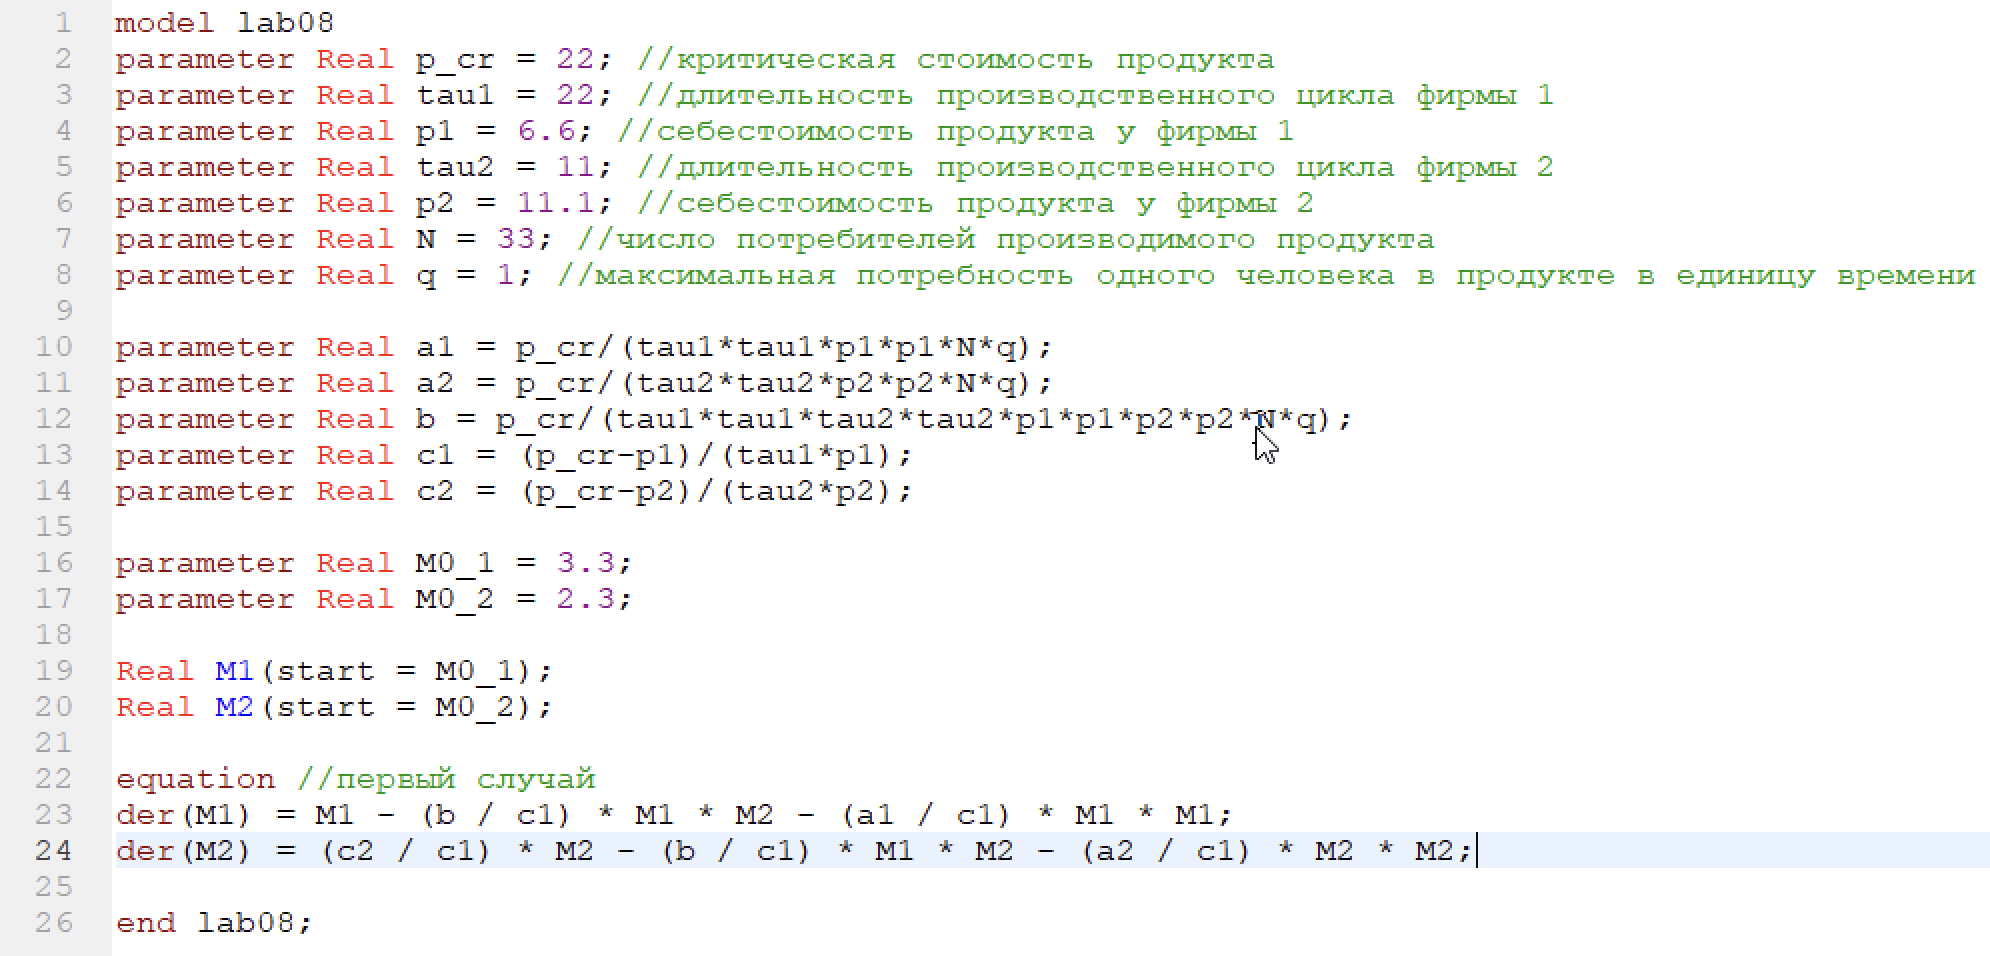 1 model lab08
2 parameter Real p_cr = 22; //критическая стоимость продукта
3 parameter Real tau1 = 22; //длительность производственного цикла фирмы 1
4 parameter Real p1 = 6.6; //себестоимость продукта у фирмы 1
5 parameter Real tau2 = 11; //длительность производственного цикла фирмы 2
6 parameter Real p2 = 11.1; //себестоимость продукта у фирмы 2
7 parameter Real N = 33; //число потребителей производимого продукта
8 parameter Real q = 1; //максимальная потребность одного человека в продукте в единицу времени
9
10 parameter Real a1 = p_cr/(tau1*tau1*p1*p1*N*q);
11 parameter Real a2 = p_cr/(tau2*tau2*p2*p2*N*q);
12 parameter Real b = p_cr/(tau1*tau1*tau2*tau2*p1*p1*p2*p2*N*q);
13 parameter Real c1 = (p_cr-p1)/(tau1*p1);
14 parameter Real c2 = (p_cr-p2)/(tau2*p2);
15
16 parameter Real M0_1 = 3.3;
17 parameter Real M0_2 = 2.3;
18
19 Real M1(start = M0_1);
20 Real M2(start = M0_2);
21
22 equation //первый случай
23 der(M1) = M1 - (b / c1) * M1 * M2 - (a1 / c1) * M1 * M1;
24 der(M2) = (c2 / c1) * M2 - (b / c1) * M1 * M2 - (a2 / c1) * M2 * M2;
25
26 end lab08;